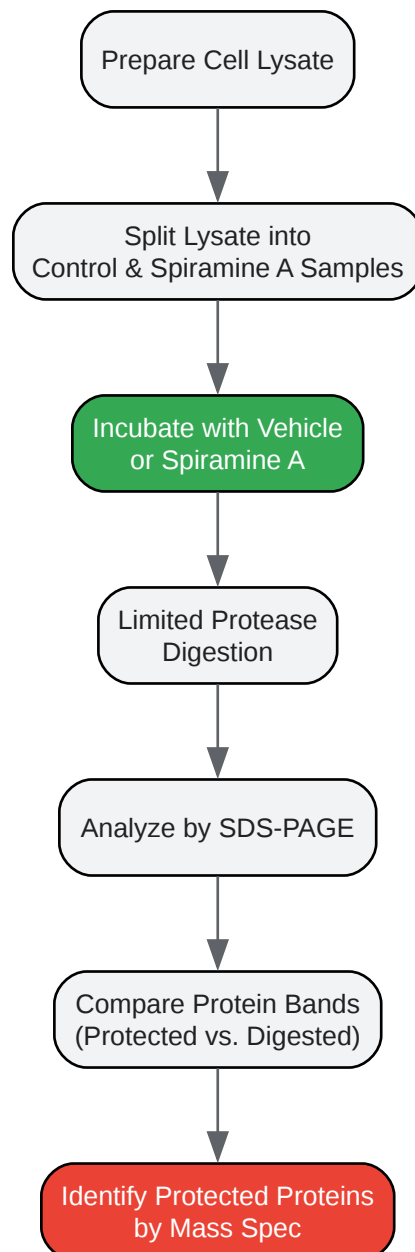 Prepare Cell Lysate
Split Lysate into
Control & Spiramine A Samples
Incubate with Vehicle
or Spiramine A
Limited Protease
Digestion
Analyze by SDS-PAGE
Compare Protein Bands
(Protected vs. Digested)
Identify Protected Proteins
by Mass Spec